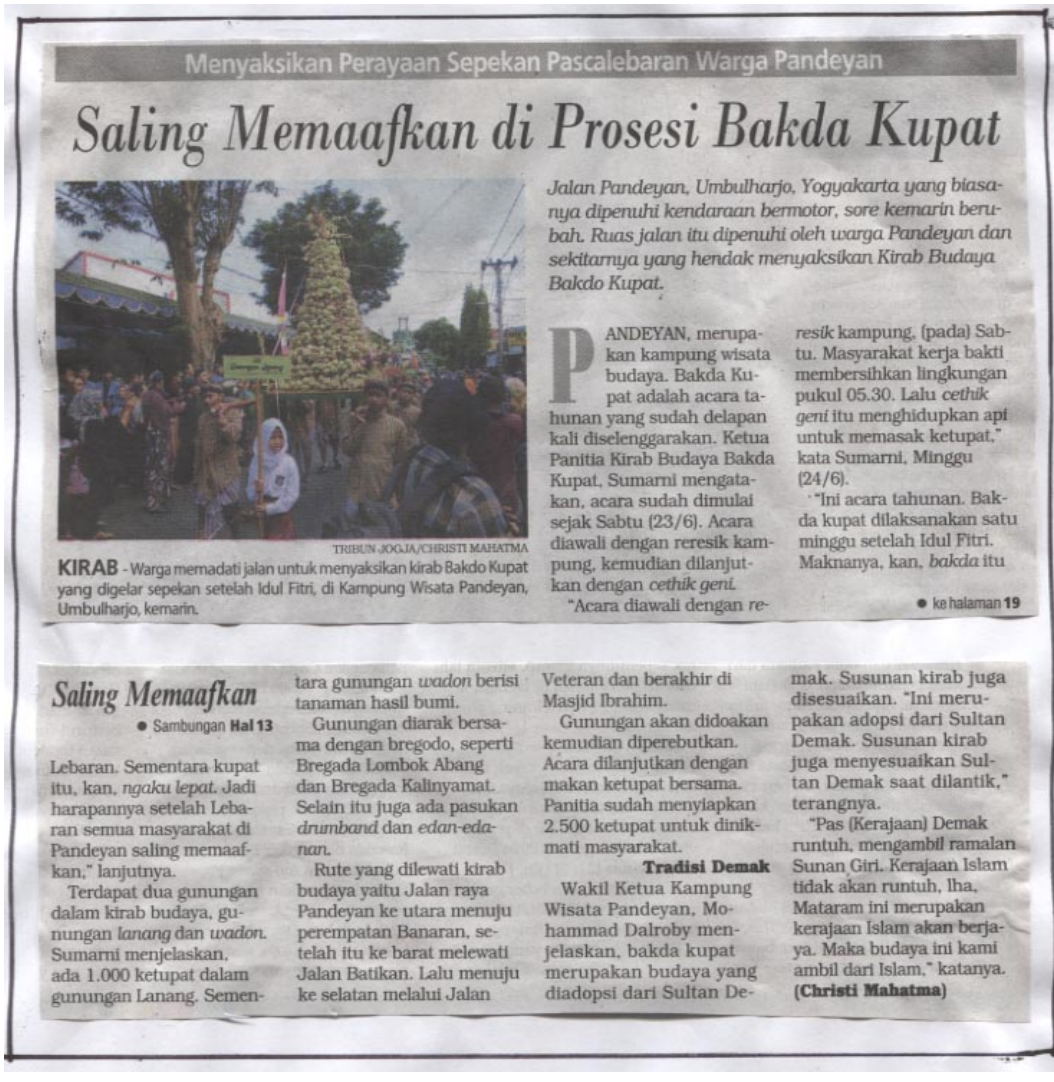 Menyaksikan Perayaan Sepekan Pascalebaran Warga Pandeyan
Saling Memaafkan di Prosesi Bakda Kupat
Jalan Pandeyan, Umbulharjo, Yogyakarta yang biasa-
nya dipenuhi kendaraan bermotor, sore kemarin beru-
bah. Ruas jalan itu dipenuhi oleh warga Pandeyan dan
sekitarnya yang hendak menyaksikan Kirab Budaya
Bakdo Kupat.
Gunungan Lanang
TRIBUN JOGJA/CHRISTI MAHATMA
KIRAB - Warga memadati jalan untuk menyaksikan kirab Bakdo Kupat
yang digelar sepekan setelah Idul Fitri, di Kampung Wisata Pandeyan,
Umbulharjo, kemarin.
PANDEYAN, merupa-
kan kampung wisata
budaya. Bakda Ku-
pat adalah acara ta-
hunan yang sudah delapan
kali diselenggarakan. Ketua
Panitia Kirab Budaya Bakda
Kupat, Sumarni mengata-
kan, acara sudah dimulai
sejak Sabtu (23/6). Acara
diawali dengan reresik kam-
pung, kemudian dilanjut-
kan dengan cethik geni.
"Acara diawali dengan re-
resik kampung, (pada) Sab-
tu. Masyarakat kerja bakti
membersihkan lingkungan
pukul 05.30. Lalu cethik
geni itu menghidupkan api
untuk memasak ketupat,"
kata Sumarni, Minggu
(24/6).
"Ini acara tahunan. Bak-
da kupat dilaksanakan satu
minggu setelah Idul Fitri.
Maknanya, kan, bakda itu
● ke halaman 19
Saling Memaafkan
● Sambungan Hal 13
Lebaran. Sementara kupat
itu, kan, ngaku lepat. Jadi
harapannya setelah Leba-
ran semua masyarakat di
Pandeyan saling memaaf-
kan," lanjutnya.
Terdapat dua gunungan
dalam kirab budaya, gu-
nungan lanang dan wadon.
Sumarni menjelaskan,
ada 1.000 ketupat dalam
gunungan Lanang. Semen-
tara gunungan wadon berisi
tanaman hasil bumi.
Gunungan diarak bersa-
ma dengan bregodo, seperti
Bregada Lombok Abang
dan Bregada Kalinyamat.
Selain itu juga ada pasukan
drumband dan edan-eda-
nan.
Rute yang dilewati kirab
budaya yaitu Jalan raya
Pandeyan ke utara menuju
perempatan Banaran, se-
telah itu ke barat melewati
Jalan Batikan. Lalu menuju
ke selatan melalui Jalan
Veteran dan berakhir di
Masjid Ibrahim.
Gunungan akan didoakan
kemudian diperebutkan.
Acara dilanjutkan dengan
makan ketupat bersama.
Panitia sudah menyiapkan
2.500 ketupat untuk dinik-
mati masyarakat.
Tradisi Demak
Wakil Ketua Kampung
Wisata Pandeyan, Mo-
hammad Dalroby men-
jelaskan, bakda kupat
merupakan budaya yang
diadopsi dari Sultan De-
mak. Susunan kirab juga
disesuaikan. "Ini meru-
pakan adopsi dari Sultan
Demak. Susunan kirab
juga menyesuaikan Sul-
tan Demak saat dilantik,"
terangnya.
"Pas (Kerajaan) Demak
runtuh, mengambil ramalan
Sunan Giri. Kerajaan Islam
tidak akan runtuh, lha,
Mataram ini merupakan
kerajaan Islam akan berja-
ya. Maka budaya ini kami
ambil dari Islam," katanya.
(Christi Mahatma)